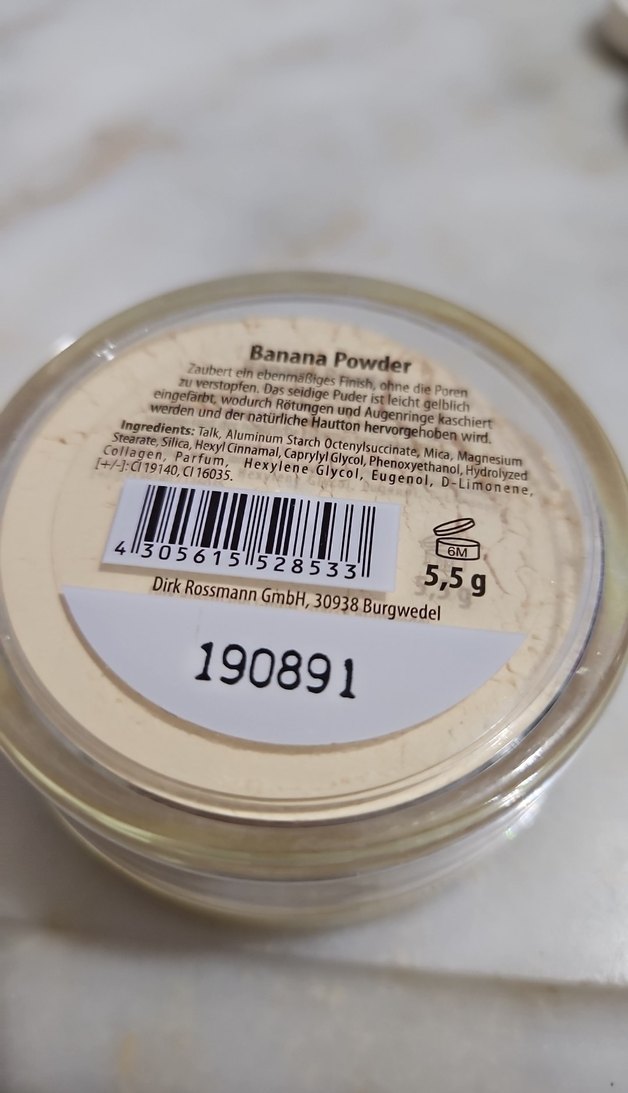 Banana Powder
Zaubert ein ebenmäßiges Finish, ohne die Poren
zu verstopfen. Das seidige Puder ist leicht gelblich
eingefärbt, wodurch Rötungen und Augenringe kaschiert
werden und der natürliche Hautton hervorgehoben wird.
Ingredients: Talk, Aluminum Starch Octenylsuccinate, Mica, Magnesium
Stearate, Silica, Hexyl Cinnamal, Caprylyl Glycol, Phenoxyethanol, Hydrolyzed
Collagen, Parfum, Hexylene Glycol, Eugenol, D-Limonene,
[+/-]: CI 19140, CI 16035.
4 305615 528533
6M
5,5 g
Dirk Rossmann GmbH, 30938 Burgwedel
190891